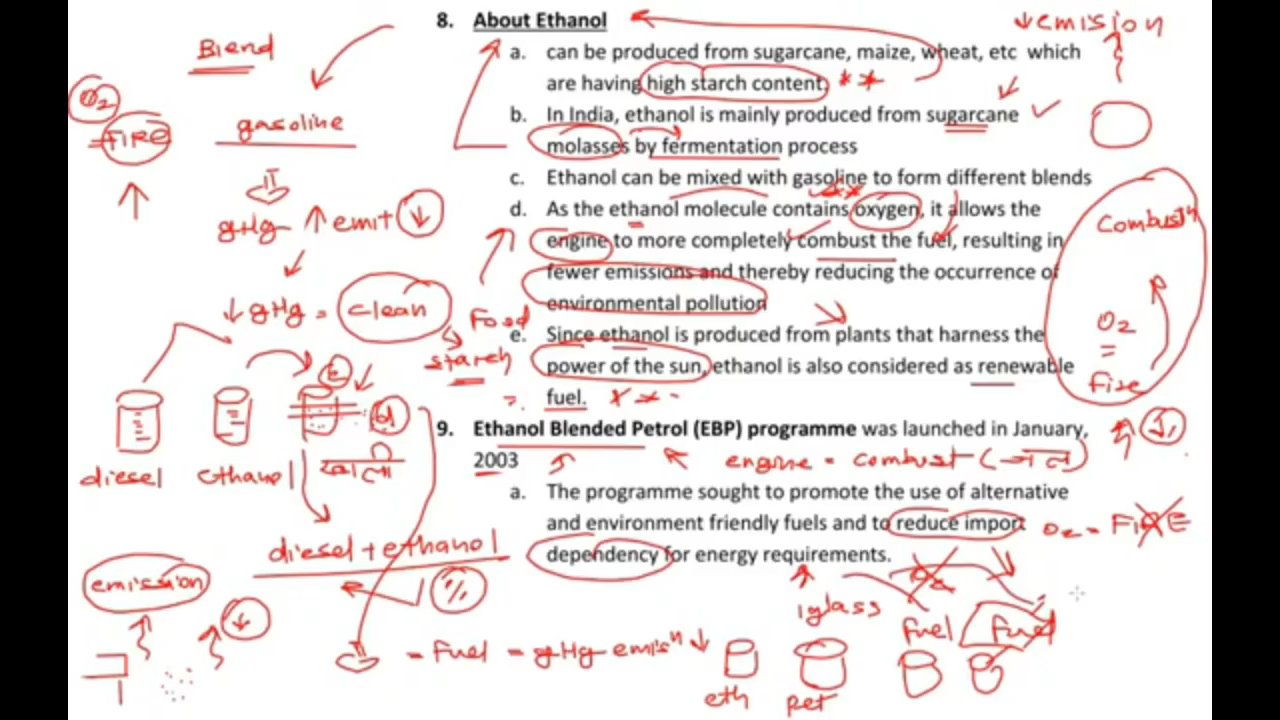 8. About Ethanol
↓emission
a. can be produced from sugarcane, maize, wheat, etc which
are having high starch content. **
b. In India, ethanol is mainly produced from sugarcane
molasses by fermentation process
c. Ethanol can be mixed with gasoline to form different blends
d. As the ethanol molecule contains oxygen, it allows the
engine to more completely combust the fuel, resulting in
fewer emissions and thereby reducing the occurrence of
environmental pollution
e. Since ethanol is produced from plants that harness the
power of the sun, ethanol is also considered as renewable
fuel.
9. Ethanol Blended Petrol (EBP) programme was launched in January,
2003
engine = combust
a. The programme sought to promote the use of alternative
and environment friendly fuels and to reduce import
dependency for energy requirements.
Blend
O2
=FIRE
gasoline
gHg ↑ emit ↓
↓ gHg = clean
Food
starch
diesel
ethanol
diesel + ethanol
%
emission
↓
= Fuel = gHg emisⁿ ↓
eth
pet
1glass
fuel
fuel
O2 = FIRE
Combustⁿ
O2
Fire